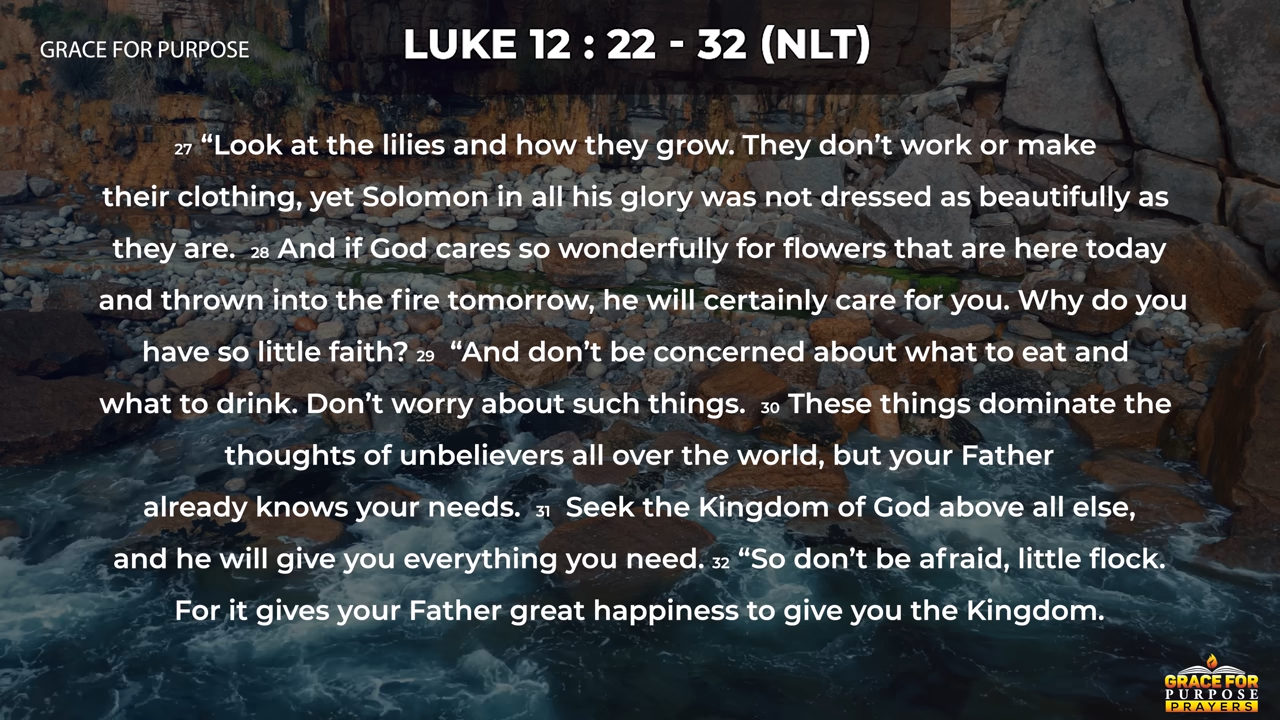 GRACE FOR PURPOSE
LUKE 12 : 22 - 32 (NLT)
27 “Look at the lilies and how they grow. They don’t work or make
their clothing, yet Solomon in all his glory was not dressed as beautifully as
they are. 28 And if God cares so wonderfully for flowers that are here today
and thrown into the fire tomorrow, he will certainly care for you. Why do you
have so little faith? 29 “And don’t be concerned about what to eat and
what to drink. Don’t worry about such things. 30 These things dominate the
thoughts of unbelievers all over the world, but your Father
already knows your needs. 31 Seek the Kingdom of God above all else,
and he will give you everything you need. 32 “So don’t be afraid, little flock.
For it gives your Father great happiness to give you the Kingdom.
GRACE FOR
PURPOSE
PRAYERS